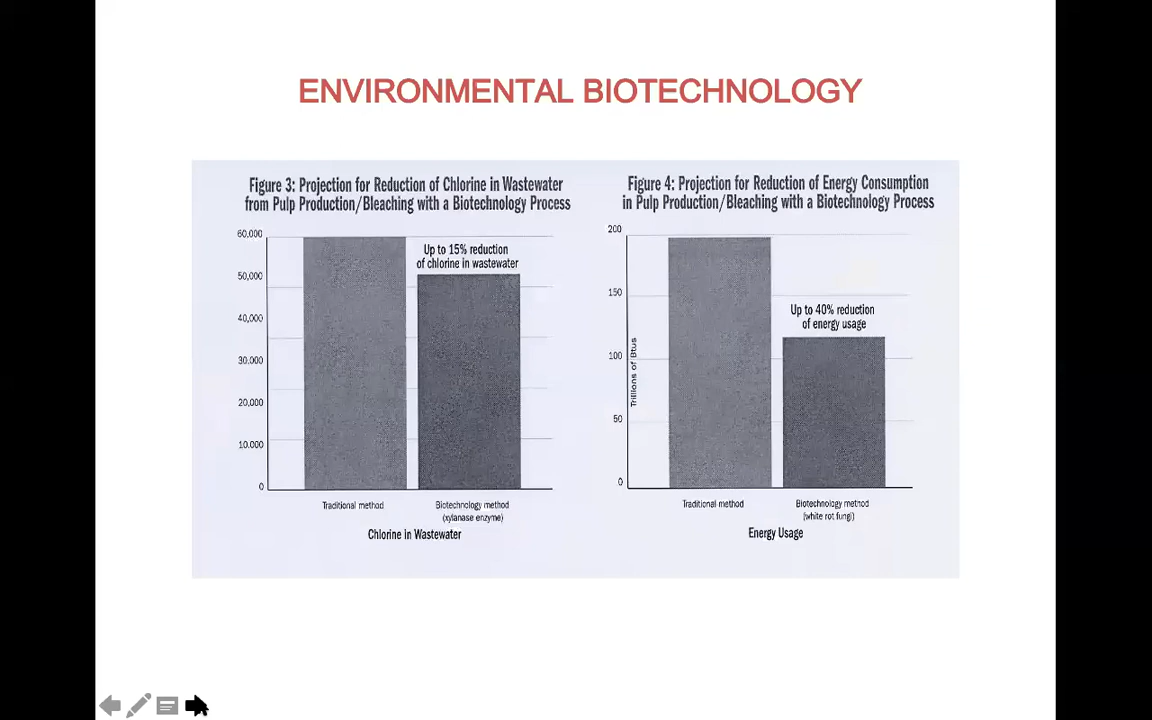 ENVIRONMENTAL BIOTECHNOLOGY
Figure 3: Projection for Reduction of Chlorine in Wastewater
from Pulp Production/Bleaching with a Biotechnology Process
60,000
50,000
40,000
30,000
20,000
10.000
0
Up to 15% reduction
of chlorine in wastewater
Traditional method
Biotechnology method
(xylanase enzyme)
Chlorine in Wastewater
Figure 4: Projection for Reduction of Energy Consumption
in Pulp Production/Bleaching with a Biotechnology Process
200
150
100
50
0
Trillions of Btus
Up to 40% reduction
of energy usage
Traditional method
Biotechnology method
(white rot fungi)
Energy Usage